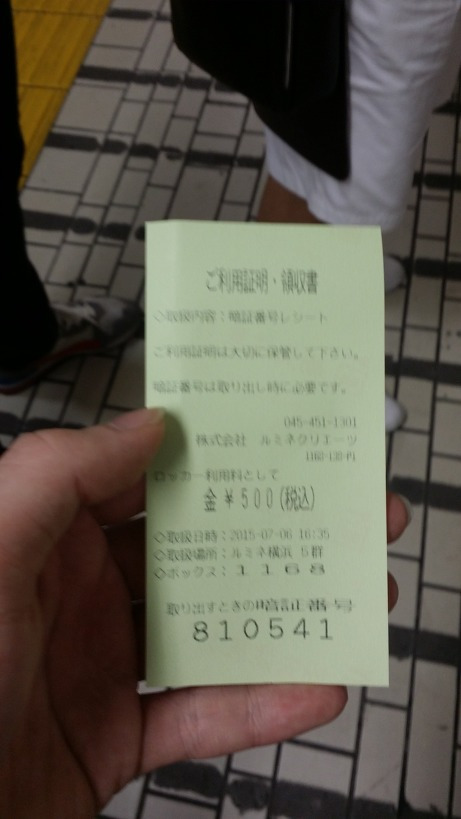 ご利用証明・領収書
◇取扱内容：暗証番号レシート
ご利用証明は大切に保管して下さい。
暗証番号は取り出し時に必要です。
045-451-1301
株式会社　ルミネクリエーツ
1168-L3D-P1
ロッカー利用料として
金￥500(税込)
◇取扱日時：2015-07-06 16:35
◇取扱場所：ルミネ横浜 5群
◇ボックス：１１６８
取り出すときの暗証番号
810541